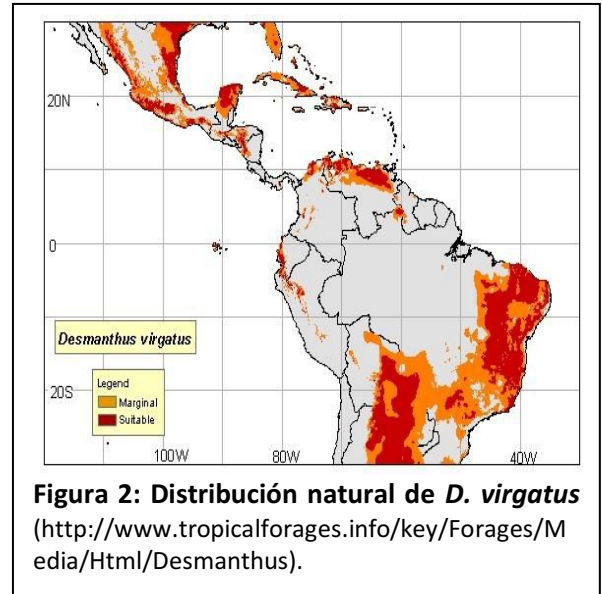 20N
0
20S
Desmanthus virgatus
Legend
Marginal
Suitable
100W 80W 40W
Figura 2: Distribución natural de D. virgatus
(http://www.tropicalforages.info/key/Forages/M
edia/Html/Desmanthus).